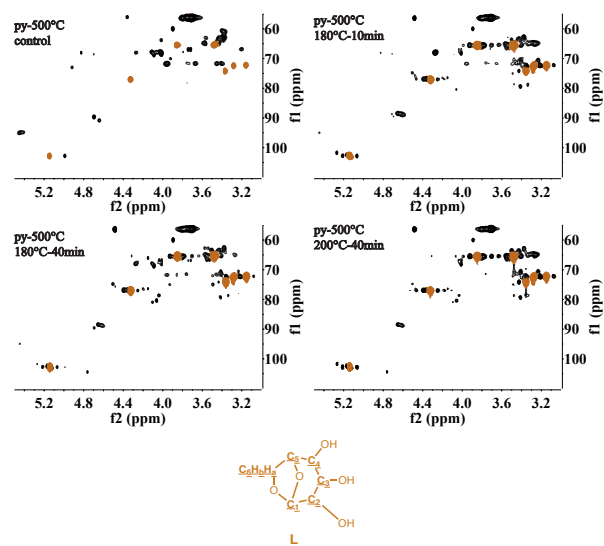 py-500°C
control
60
70
80
90
100
f1 (ppm)
5.2 4.8 4.4 4.0 3.6 3.2
f2 (ppm)
py-500°C
180°C-10min
60
70
80
90
100
f1 (ppm)
5.2 4.8 4.4 4.0 3.6 3.2
f2 (ppm)
py-500°C
180°C-40min
60
70
80
90
100
f1 (ppm)
5.2 4.8 4.4 4.0 3.6 3.2
f2 (ppm)
py-500°C
200°C-40min
60
70
80
90
100
f1 (ppm)
5.2 4.8 4.4 4.0 3.6 3.2
f2 (ppm)
OH
C5 C4
C6HbHa
O C3 OH
O
C1 C2
OH
L